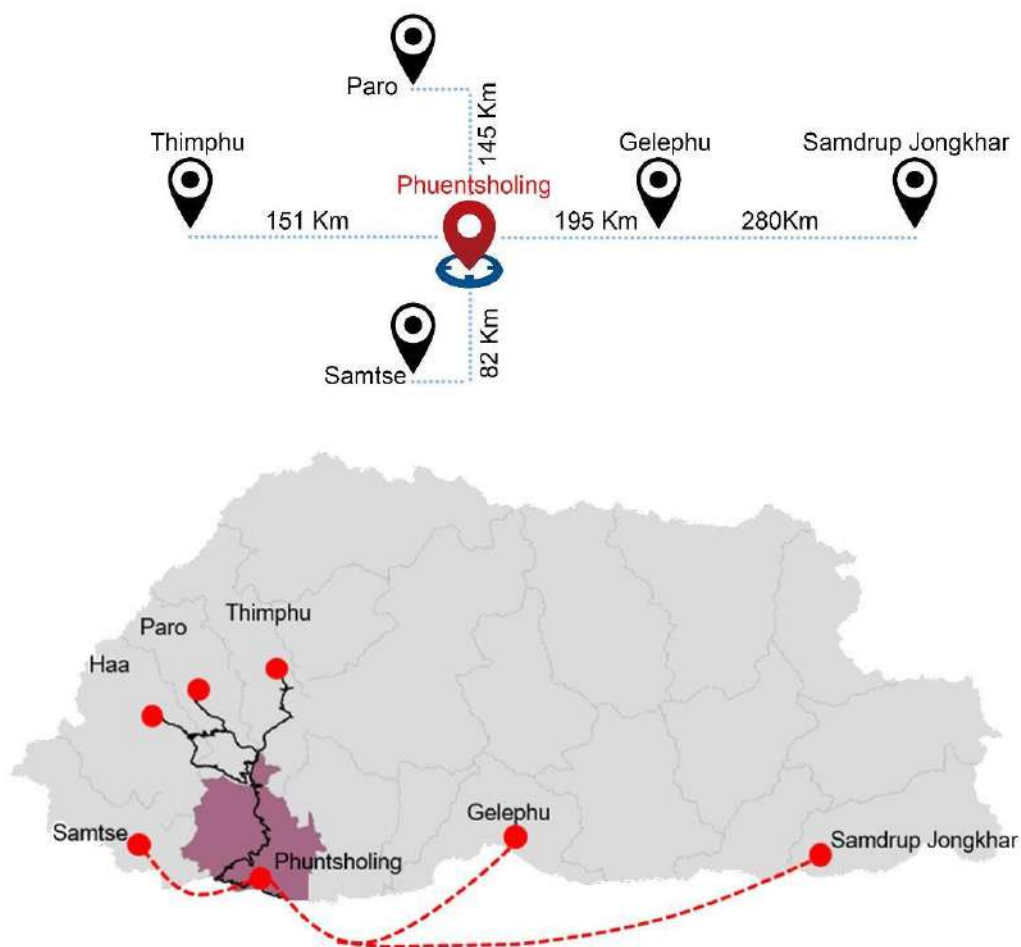 Paro
145 Km
Thimphu
Gelephu
Samdrup Jongkhar
Phuentsholing
151 Km
195 Km
280Km
82 Km
Samtse
Thimphu
Paro
Haa
Samtse
Gelephu
Samdrup Jongkhar
Phuntsholing